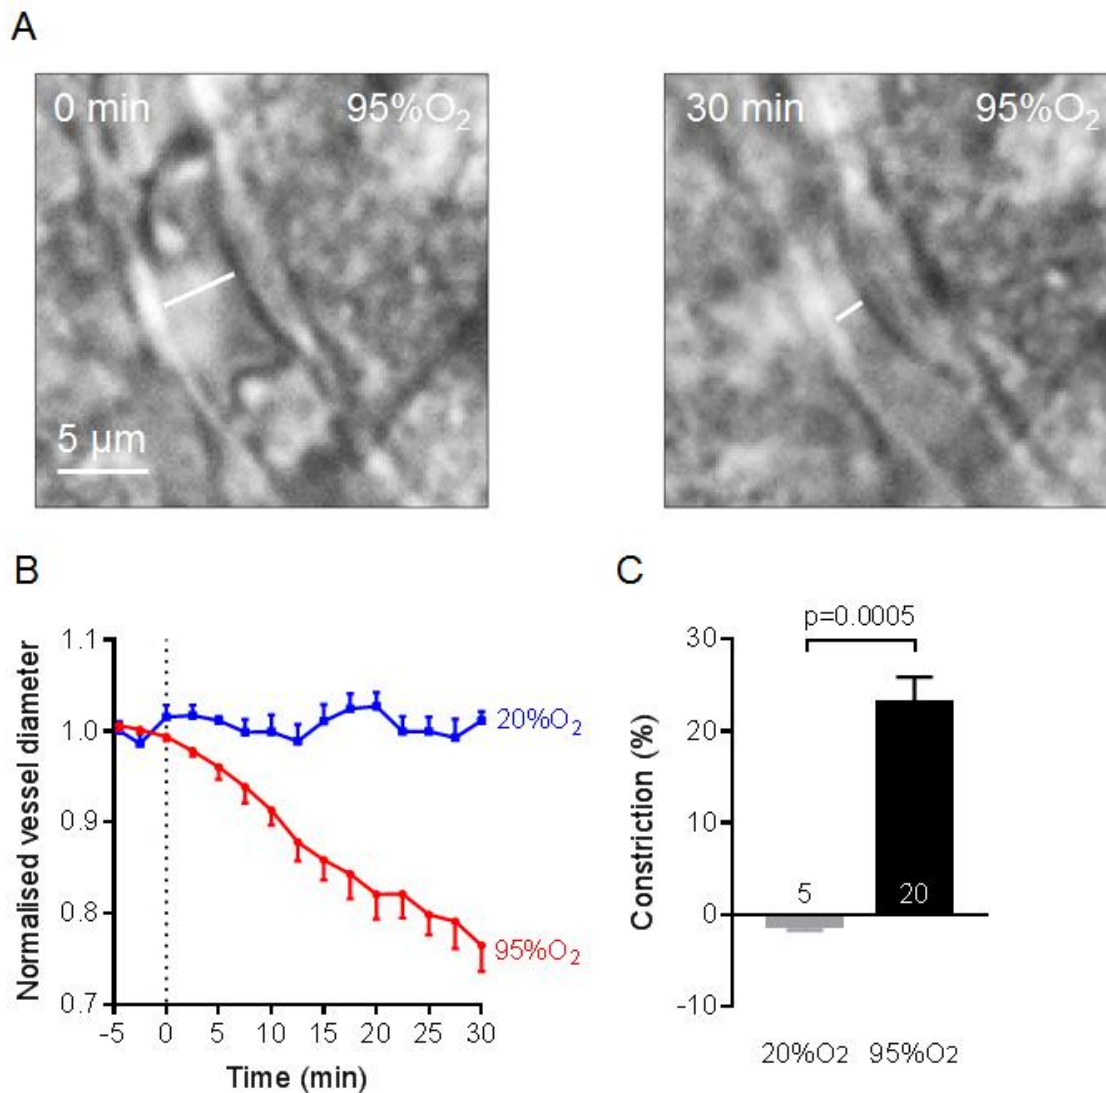 A
0 min 95%O₂
30 min 95%O₂
5 µm
B
Normalised vessel diameter
1.1
1.0
0.9
0.8
0.7
-5 0 5 10 15 20 25 30
Time (min)
20%O₂
95%O₂
C
p=0.0005
Constriction (%)
30
20
10
0
-10
5
20
20%O₂ 95%O₂